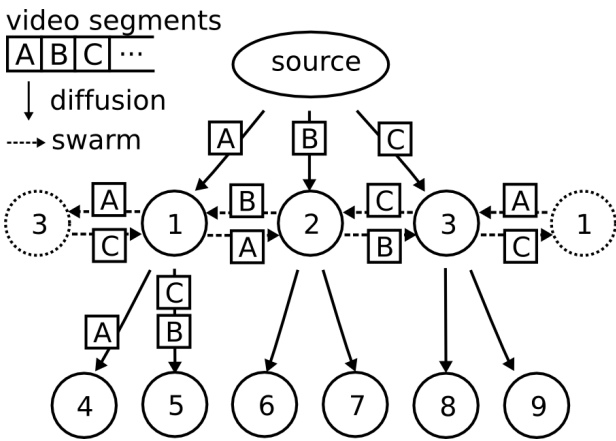 video segments
A B C ...
source
diffusion
swarm
A B C
A B C A
3 1 2 3 1
C A B C
C
A B
4 5 6 7 8 9